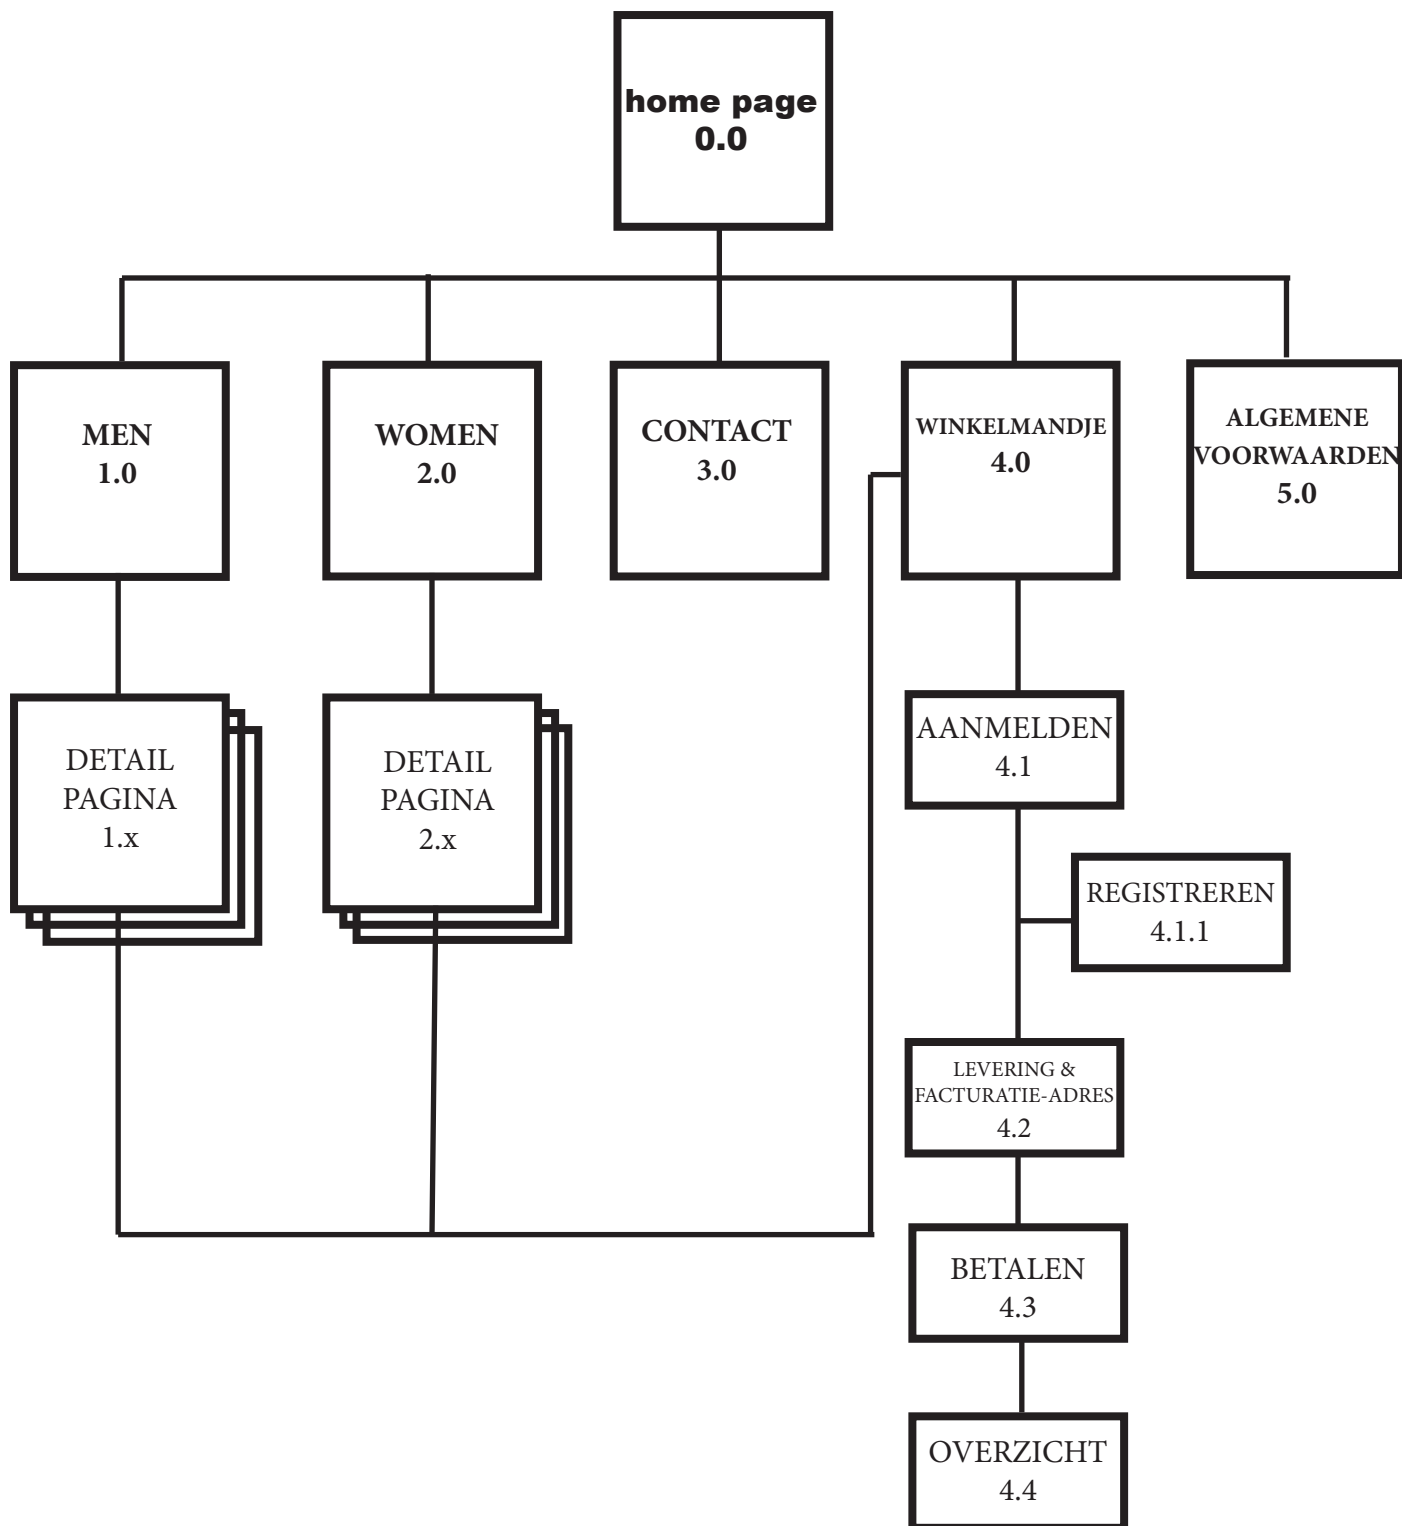 home page
0.0
MEN
1.0
WOMEN
2.0
CONTACT
3.0
WINKELMANDJE
4.0
ALGEMENE
VOORWAARDEN
5.0
DETAIL
PAGINA
1.x
DETAIL
PAGINA
2.x
AANMELDEN
4.1
REGISTREREN
4.1.1
LEVERING &
FACTURATIE-ADRES
4.2
BETALEN
4.3
OVERZICHT
4.4